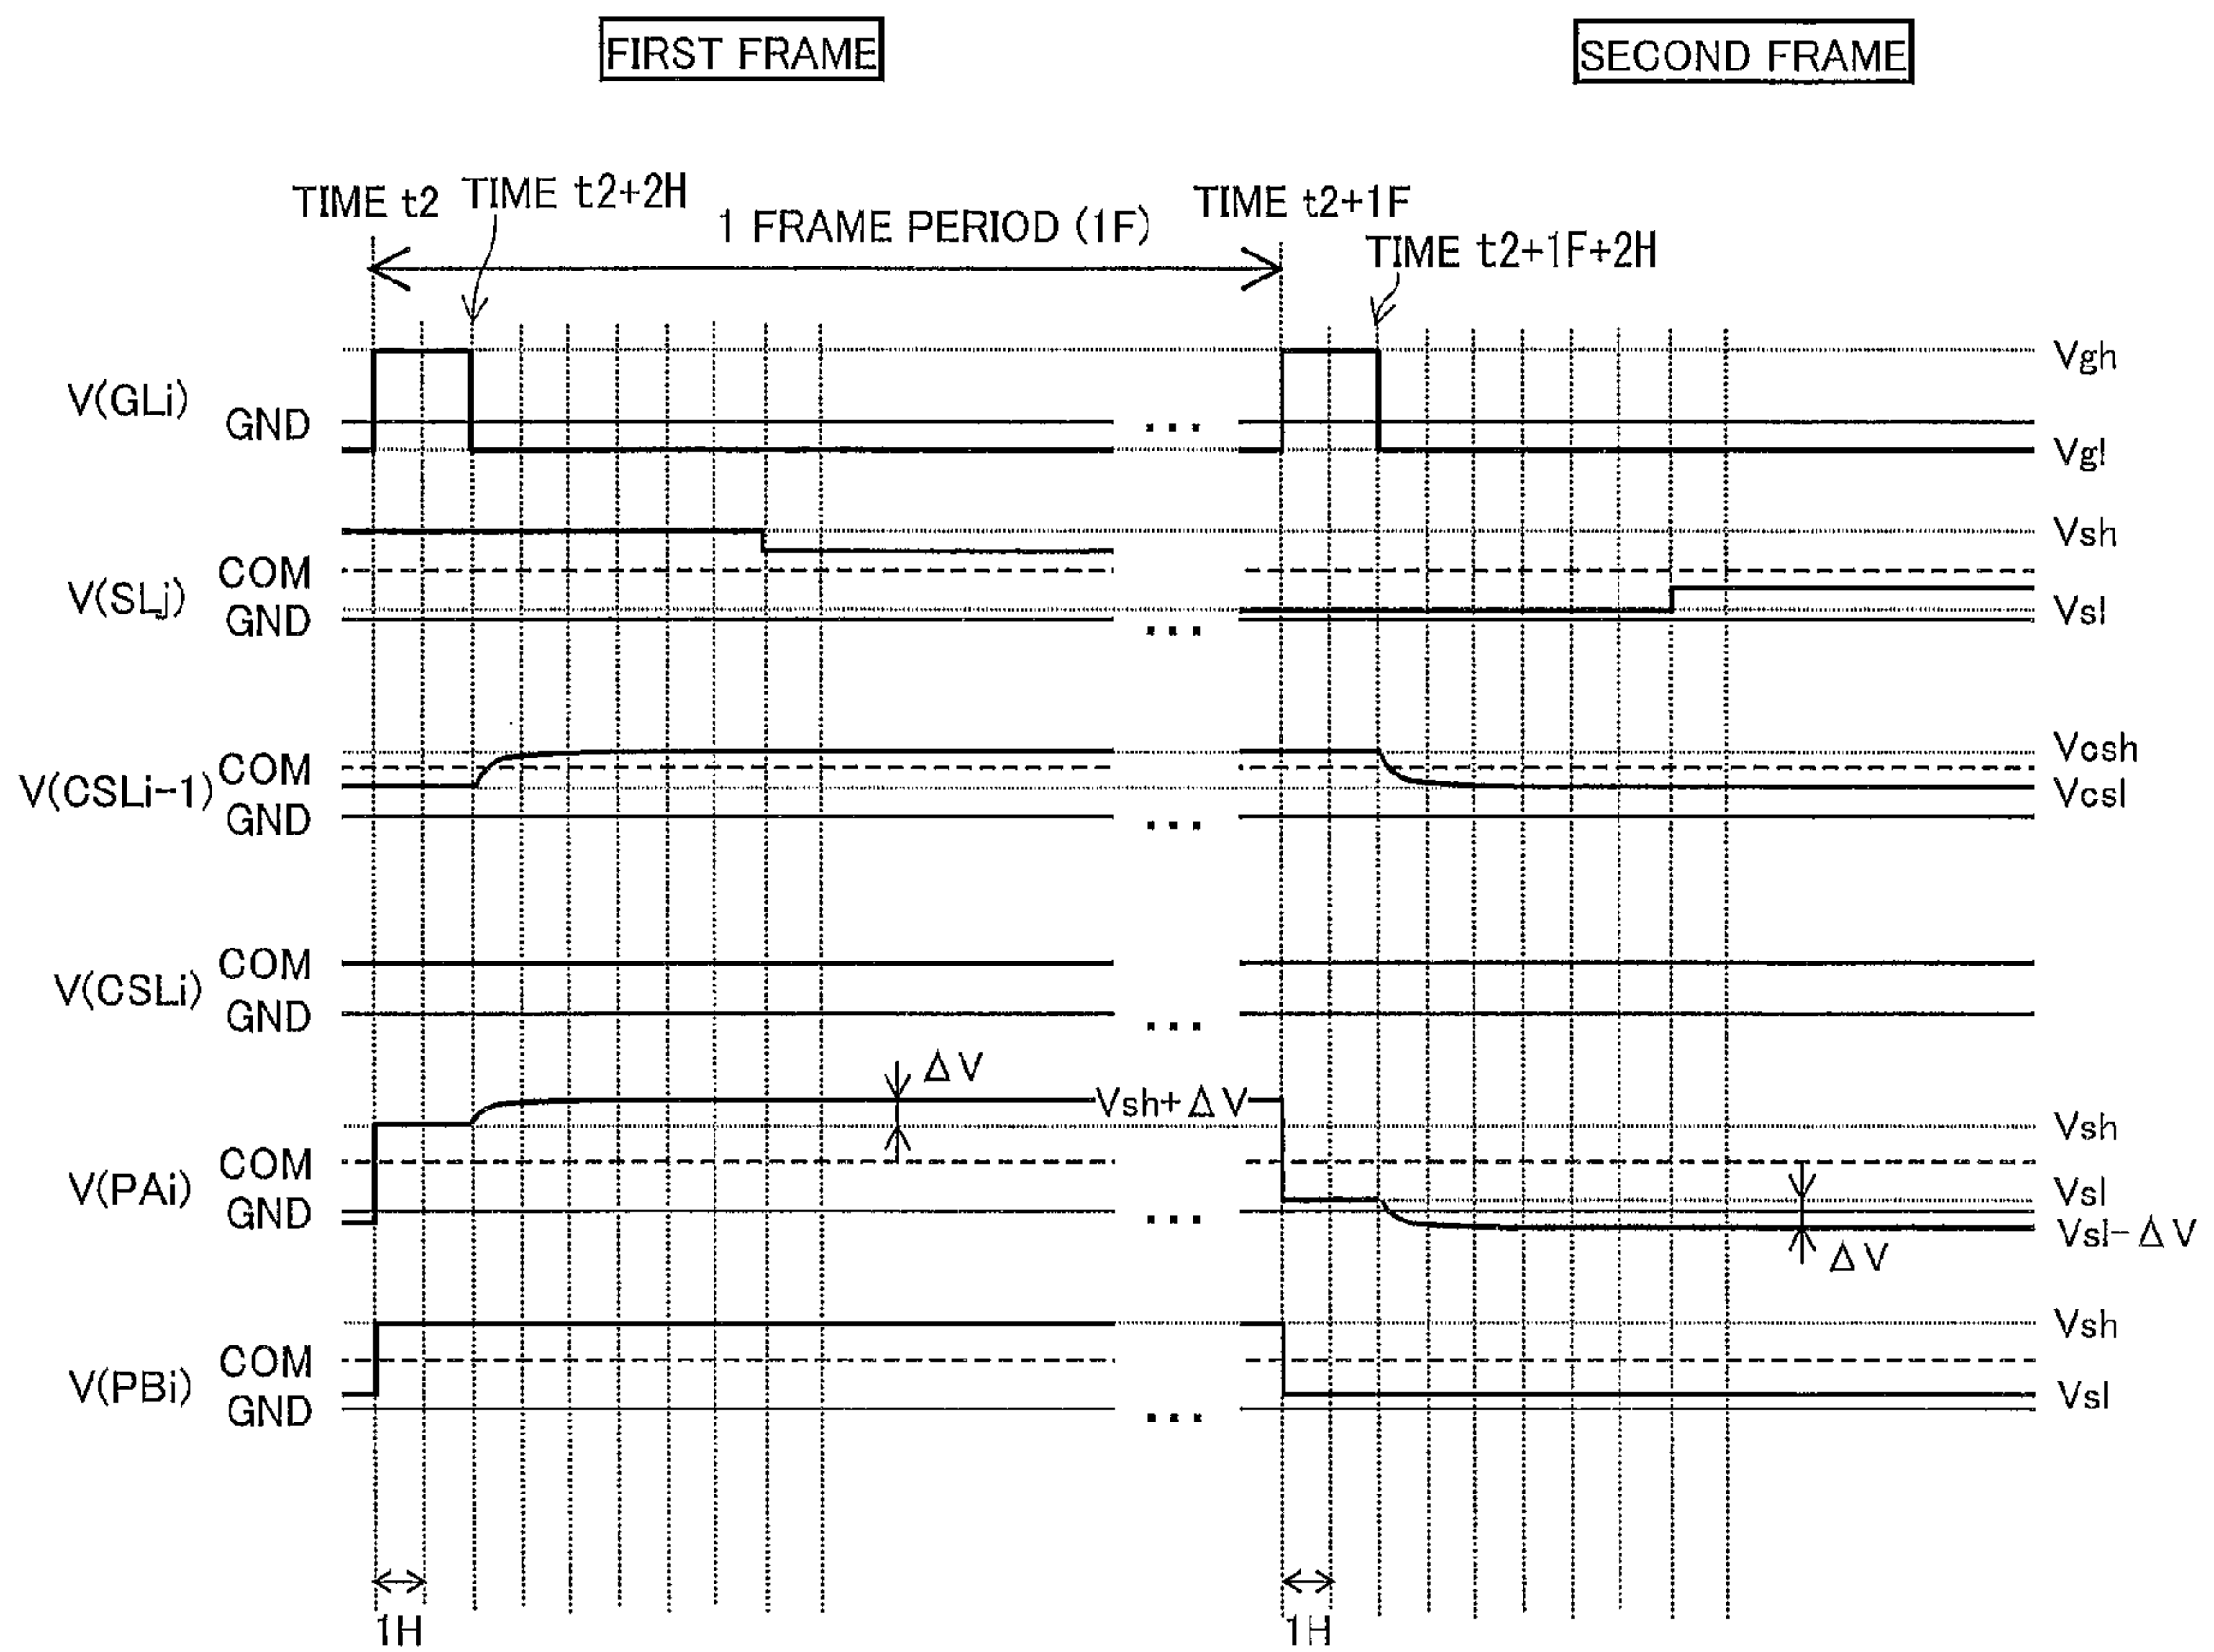 FIRST FRAME
SECOND FRAME
TIME t2
TIME t2+2H
1 FRAME PERIOD (1F)
TIME t2+1F
TIME t2+1F+2H
V(GLi)
GND
...
Vgh
Vgl
V(SLj)
COM
GND
...
Vsh
Vsl
V(CSLi-1)
COM
GND
...
Vcsh
Vcsl
V(CSLi)
COM
GND
...
V(PAi)
COM
GND
ΔV
Vsh+ΔV
...
Vsh
Vsl
Vsl-ΔV
ΔV
V(PBi)
COM
GND
...
Vsh
Vsl
1H
1H